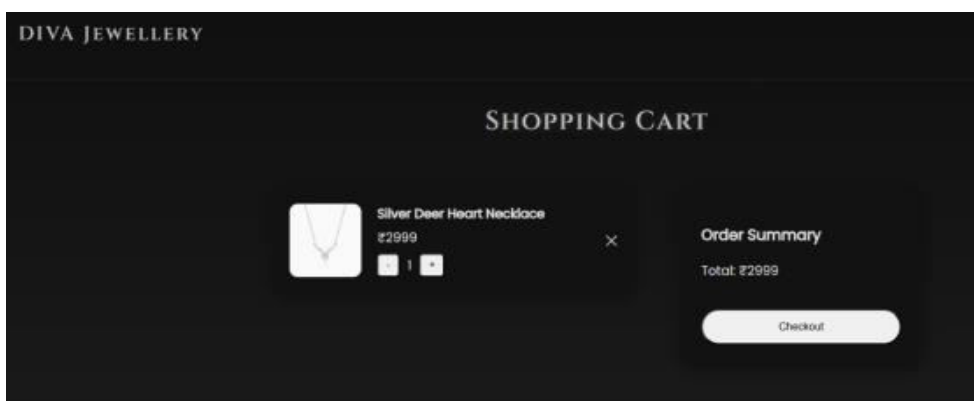 DIVA Jewellery
Shopping Cart
Silver Deer Heart Necklace
₹2999
- 1 +
Order Summary
Total: ₹2999
Checkout